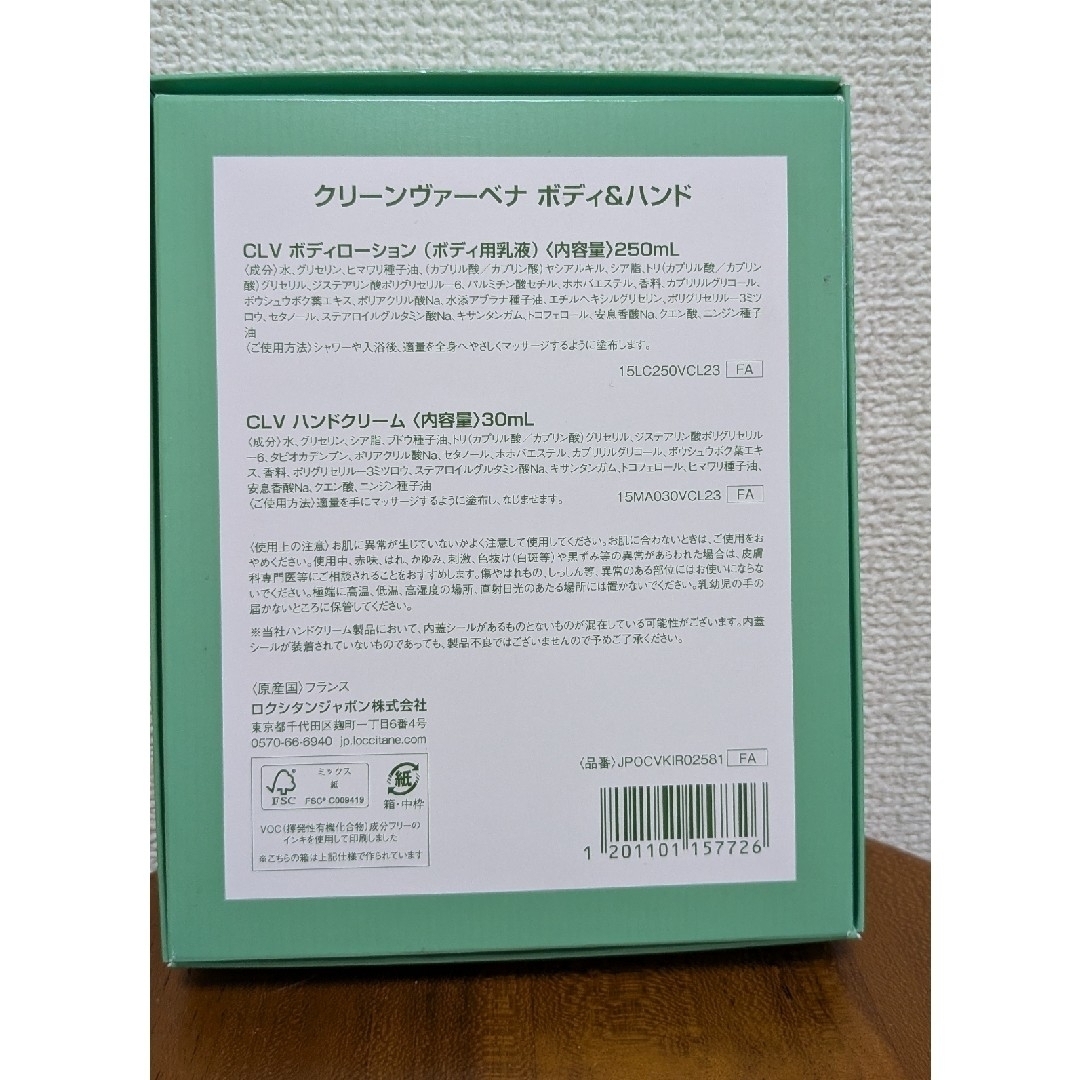 クリーンヴァーベナ ボディ&ハンド
CLV ボディローション (ボディ用乳液) 〈内容量〉250mL
〈成分〉水、グリセリン、ヒマワリ種子油、(カプリル酸／カプリン酸)ヤシアルキル、シア脂、トリ(カプリル酸／カプリン
酸)グリセリル、ジステアリン酸ポリグリセリル－6、パルミチン酸セチル、ホホバエステル、香料、カプリリルグリコール、
ボウシュウボク葉エキス、ポリアクリル酸Na、水添アブラナ種子油、エチルヘキシルグリセリン、ポリグリセリル－3ミツ
ロウ、セタノール、ステアロイルグルタミン酸Na、キサンタンガム、トコフェロール、安息香酸Na、クエン酸、ニンジン種子
油
〈ご使用方法〉シャワーや入浴後、適量を全身へやさしくマッサージするように塗布します。
15LC250VCL23 FA
CLV ハンドクリーム 〈内容量〉30mL
〈成分〉水、グリセリン、シア脂、ブドウ種子油、トリ(カプリル酸／カプリン酸)グリセリル、ジステアリン酸ポリグリセリル
－6、タピオカデンプン、ポリアクリル酸Na、セタノール、ホホバエステル、カプリリルグリコール、ボウシュウボク葉エキ
ス、香料、ポリグリセリル－3ミツロウ、ステアロイルグルタミン酸Na、キサンタンガム、トコフェロール、ヒマワリ種子油、
安息香酸Na、クエン酸、ニンジン種子油
〈ご使用方法〉適量を手にマッサージするように塗布し、なじませます。
15MA030VCL23 FA
〈使用上の注意〉お肌に異常が生じていないかよく注意して使用してください。お肌に合わないときは、ご使用をお
やめください。使用中、赤味、はれ、かゆみ、刺激、色抜け(白斑等)や黒ずみ等の異常があらわれた場合は、皮膚
科専門医等にご相談されることをおすすめします。傷やはれもの、しっしん等、異常のある部位にはお使いにならな
いでください。極端に高温、低温、高湿度の場所、直射日光のあたる場所には置かないでください。乳幼児の手の
届かないところに保管してください。
※当社ハンドクリーム製品において、内蓋シールがあるものとないものが混在している可能性がございます。内蓋
シールが装着されていないものであっても、製品不良ではございませんので予めご了承ください。
〈原産国〉フランス
ロクシタンジャポン株式会社
東京都千代田区麹町一丁目6番4号
0570-66-6940 jp.loccitane.com
〈品番〉JPOCVKIR02581 FA
FSC
ミックス
紙
FSC® C009419
紙
箱・中枠
VOC(揮発性有機化合物)成分フリーの
インキを使用して印刷しました
※こちらの箱は上記仕様で作られています
1 201101 157726